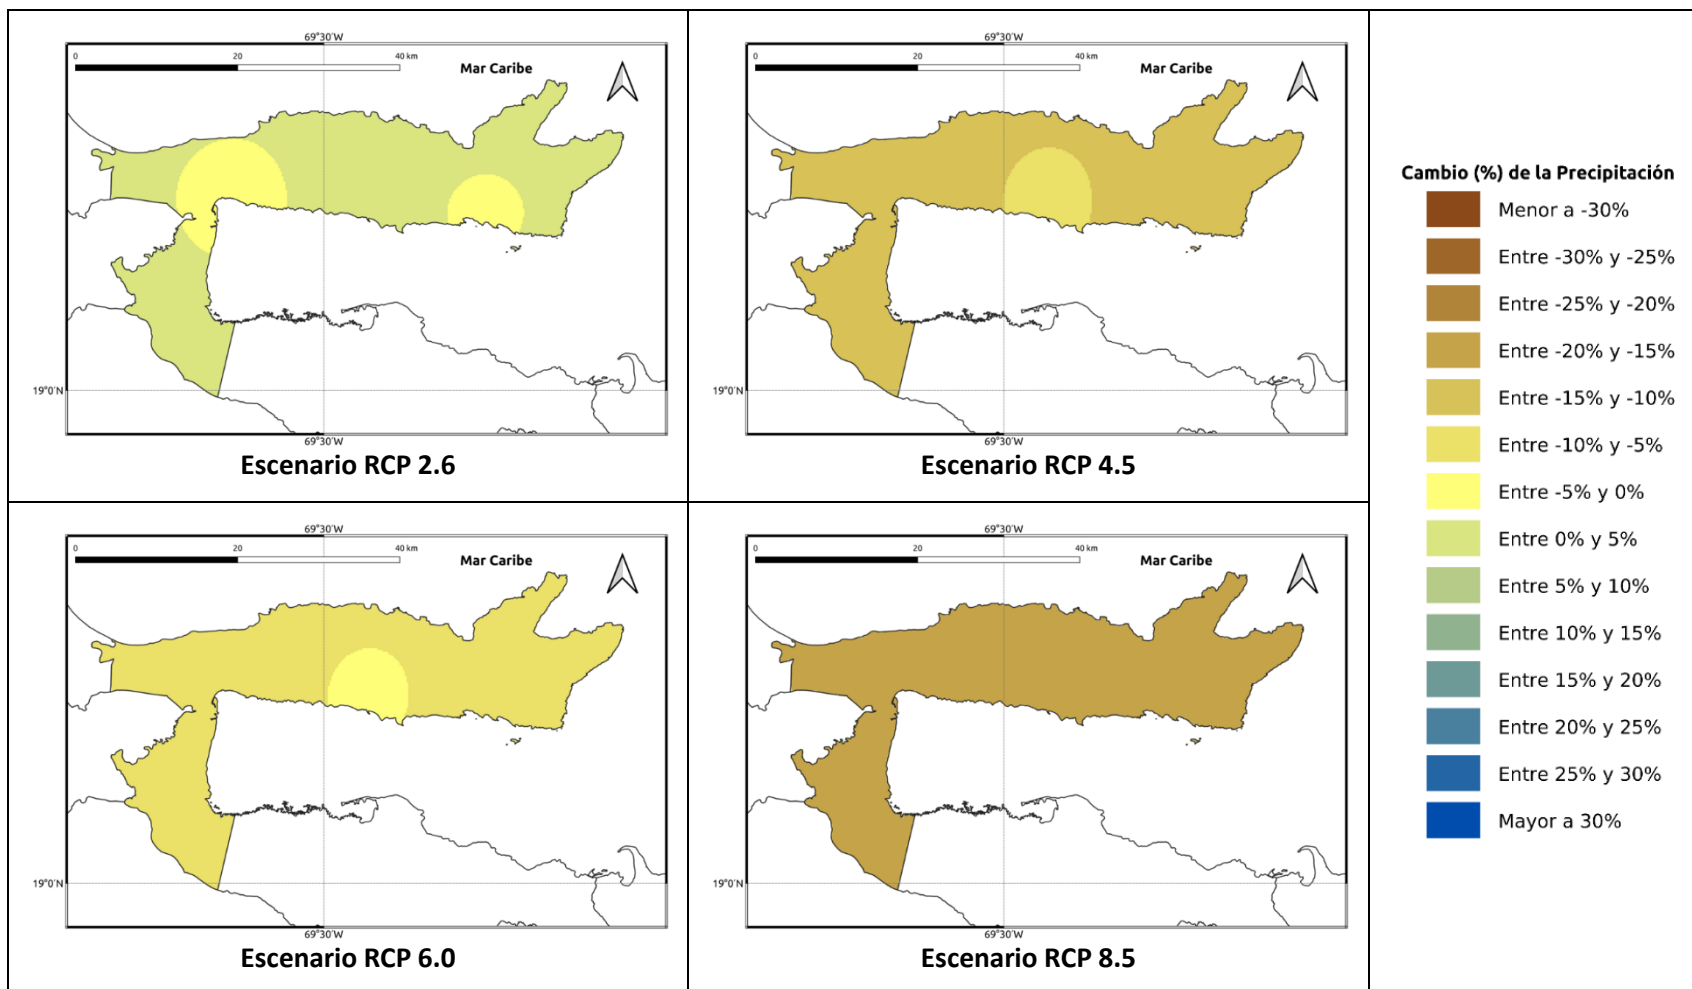 69°30'W
0 20 40 km
Mar Caribe
19°0'N
69°30'W
Escenario RCP 2.6
69°30'W
0 20 40 km
Mar Caribe
19°0'N
69°30'W
Escenario RCP 4.5
69°30'W
0 20 40 km
Mar Caribe
19°0'N
69°30'W
Escenario RCP 6.0
69°30'W
0 20 40 km
Mar Caribe
19°0'N
69°30'W
Escenario RCP 8.5
Cambio (%) de la Precipitación
Menor a -30%
Entre -30% y -25%
Entre -25% y -20%
Entre -20% y -15%
Entre -15% y -10%
Entre -10% y -5%
Entre -5% y 0%
Entre 0% y 5%
Entre 5% y 10%
Entre 10% y 15%
Entre 15% y 20%
Entre 20% y 25%
Entre 25% y 30%
Mayor a 30%